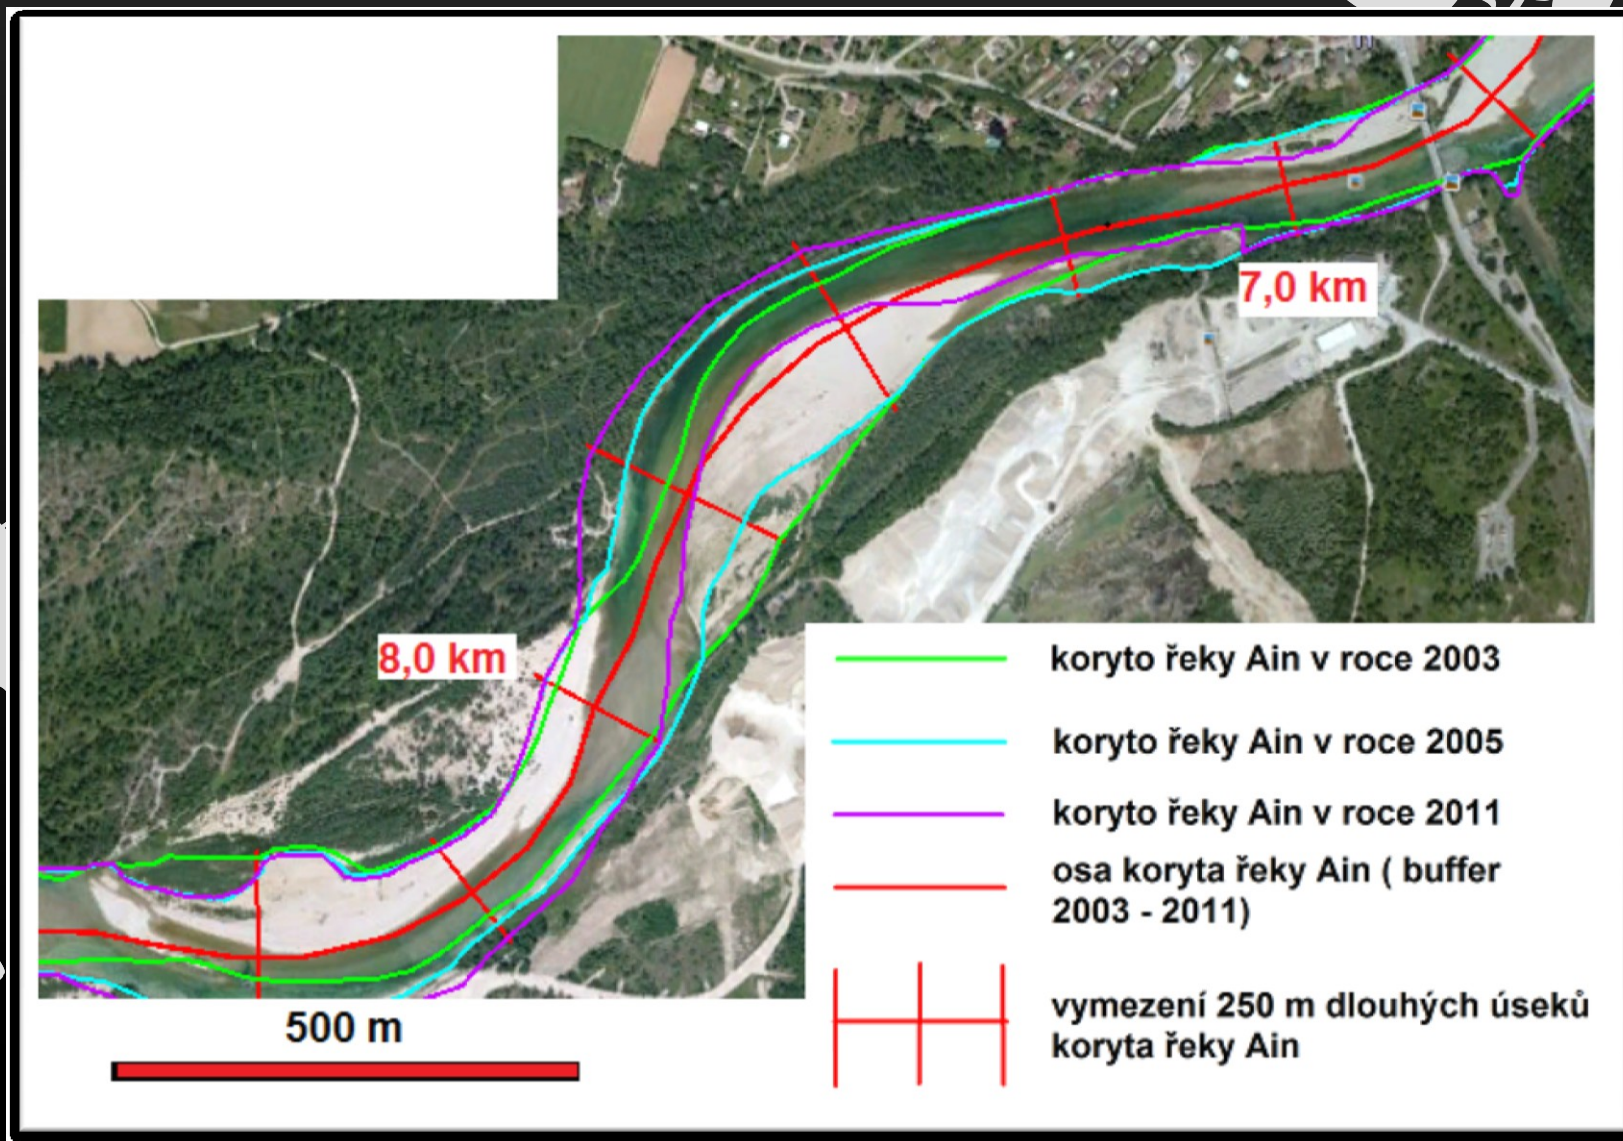 7,0 km
8,0 km
koryto řeky Ain v roce 2003
koryto řeky Ain v roce 2005
koryto řeky Ain v roce 2011
osa koryta řeky Ain ( buffer
2003 - 2011)
vymezení 250 m dlouhých úseků
koryta řeky Ain
500 m